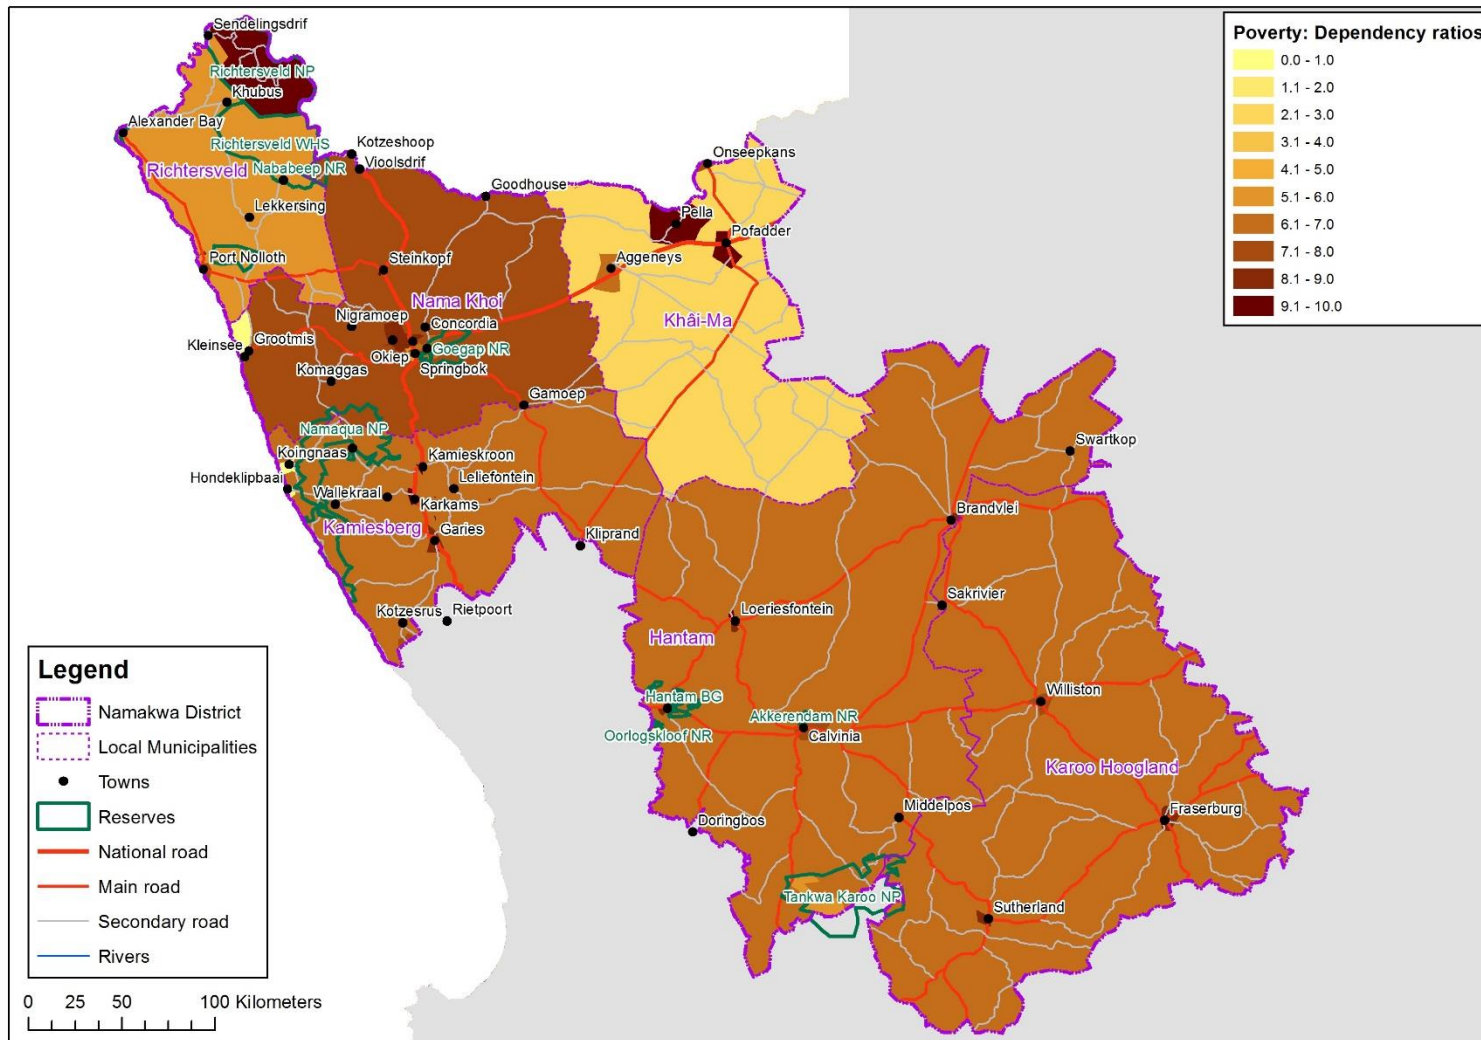 Sendelingsdrif
Richtersveld NP
Khubus
Alexander Bay
Richtersveld WHS
Richtersveld
Nababeep NR
Lekkersing
Port Nolloth
Kotzeshoop
Vioolsdrif
Goodhouse
Steinkopf
Nama Khoi
Nigramoep
Concordia
Okiep
Goegap NR
Springbok
Kleinsee
Grootmis
Komaggas
Gamoep
Onseepkans
Pella
Pofadder
Aggeneys
Khâi-Ma
Namaqua NP
Koingnaas
Kamieskroon
Hondeklipbaai
Leliefontein
Wallekraal
Karkams
Kamiesberg
Garies
Kliprand
Kotzesrus
Rietpoort
Swartkop
Brandvlei
Sakrivier
Loeriesfontein
Hantam
Hantam BG
Oorlogskloof NR
Akkerendam NR
Calvinia
Williston
Karoo Hoogland
Middelpos
Fraserburg
Doringbos
Tankwa Karoo NP
Sutherland
Poverty: Dependency ratios
0.0 - 1.0
1.1 - 2.0
2.1 - 3.0
3.1 - 4.0
4.1 - 5.0
5.1 - 6.0
6.1 - 7.0
7.1 - 8.0
8.1 - 9.0
9.1 - 10.0
Legend
Namakwa District
Local Municipalities
Towns
Reserves
National road
Main road
Secondary road
Rivers
0 25 50 100 Kilometers